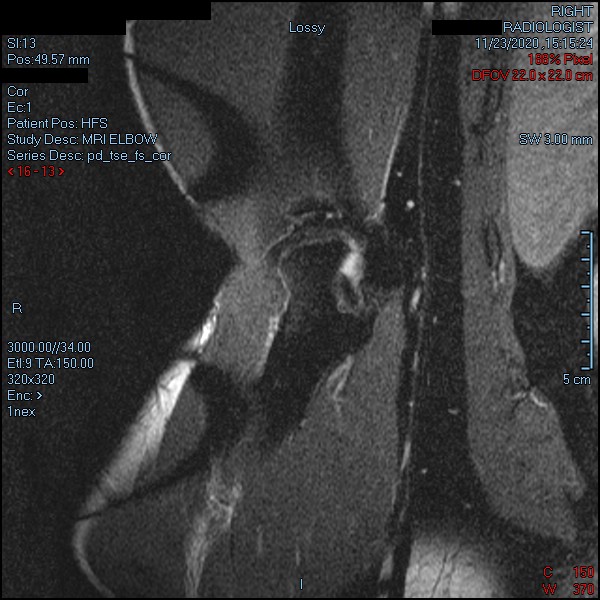 RIGHT
Lossy
RADIOLOGIST
SI:13
11/23/2020 ,15:15:24
Pos:49.57 mm
188% Pixel
DFOV 22.0 x 22.0 cm
Cor
Ec:1
Patient Pos: HFS
Study Desc: MRI ELBOW
SW 3.00 mm
Series Desc: pd_tse_fs_cor
< 16 - 13 >
R
3000.00//34.00
Etl:9 TA:150.00
320x320
5 cm
Enc: >
1nex
I
C 150
W 370